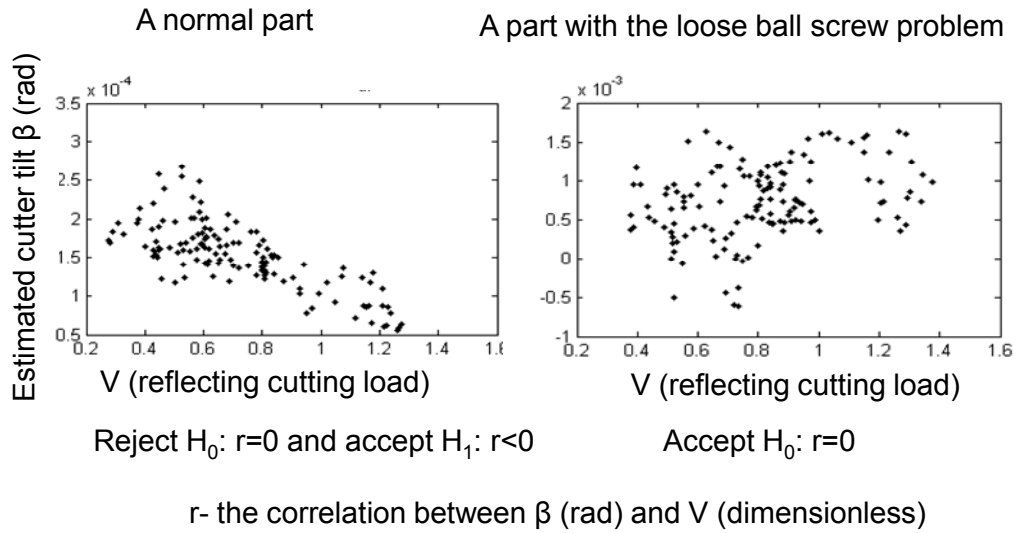 A normal part
A part with the loose ball screw problem
Estimated cutter tilt β (rad)
x 10⁻⁴
3.5
3
2.5
2
1.5
1
0.5
0.2 0.4 0.6 0.8 1 1.2 1.4 1.6
V (reflecting cutting load)
Reject H₀: r=0 and accept H₁: r<0
x 10⁻³
2
1.5
1
0.5
0
-0.5
-1
0.2 0.4 0.6 0.8 1 1.2 1.4 1.6
V (reflecting cutting load)
Accept H₀: r=0
r- the correlation between β (rad) and V (dimensionless)